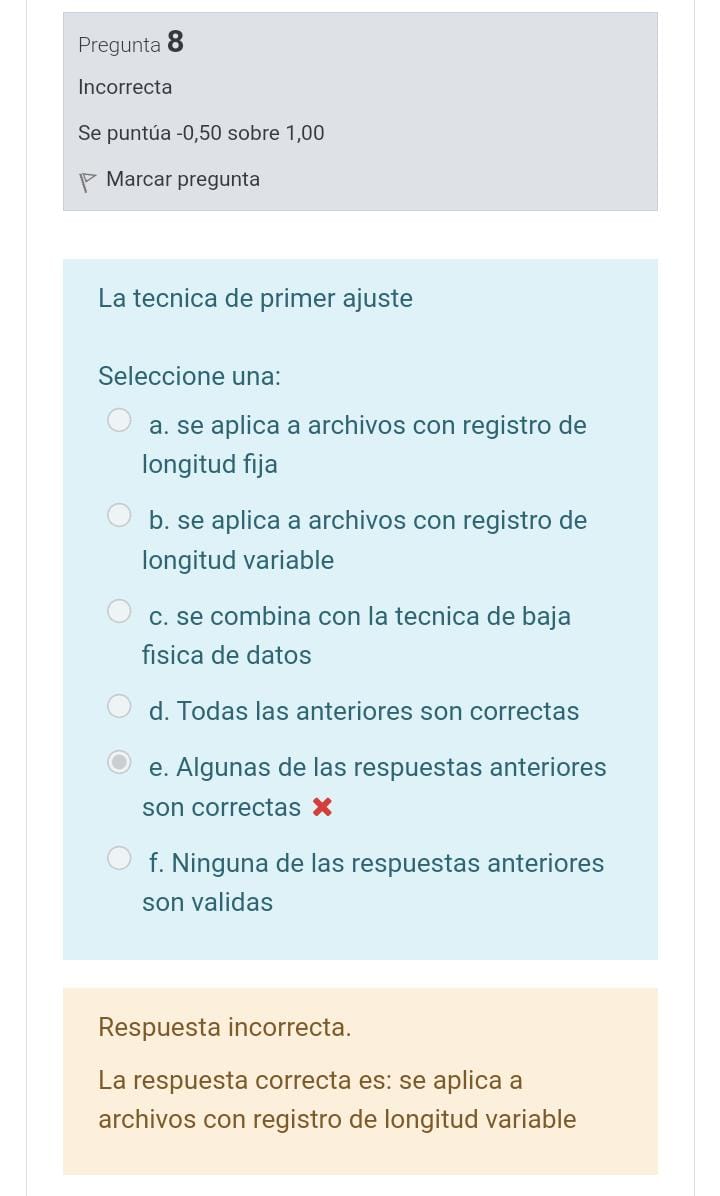 Pregunta 8
Incorrecta
Se puntúa -0,50 sobre 1,00
Marcar pregunta
La tecnica de primer ajuste
Seleccione una:
a. se aplica a archivos con registro de
longitud fija
b. se aplica a archivos con registro de
longitud variable
c. se combina con la tecnica de baja
fisica de datos
d. Todas las anteriores son correctas
e. Algunas de las respuestas anteriores
son correctas
f. Ninguna de las respuestas anteriores
son validas
Respuesta incorrecta.
La respuesta correcta es: se aplica a
archivos con registro de longitud variable